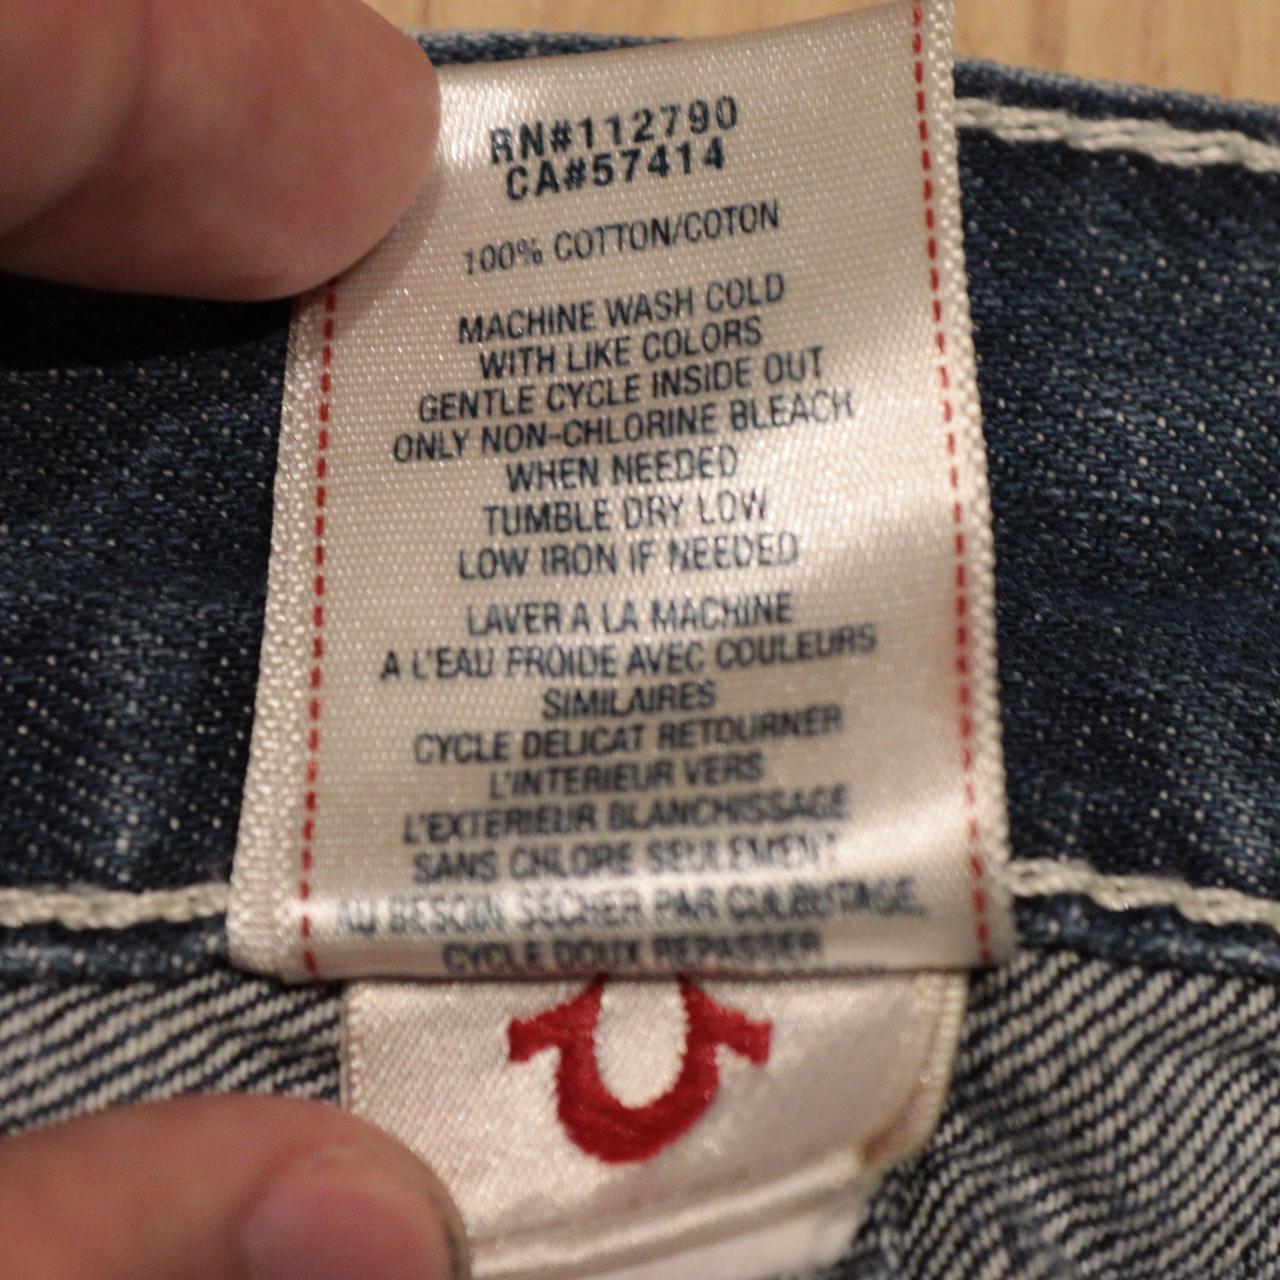 RN#112790
CA#57414
100% COTTON/COTON
MACHINE WASH COLD
WITH LIKE COLORS
GENTLE CYCLE INSIDE OUT
ONLY NON-CHLORINE BLEACH
WHEN NEEDED
TUMBLE DRY LOW
LOW IRON IF NEEDED
LAVER A LA MACHINE
A L'EAU FROIDE AVEC COULEURS
SIMILAIRES
CYCLE DELICAT RETOURNER
L'INTERIEUR VERS
L'EXTERIEUR BLANCHISSAGE
SANS CHLORE SEULEMENT
AU BESOIN SECHER PAR CULBUTAGE,
CYCLE DOUX REPASSER